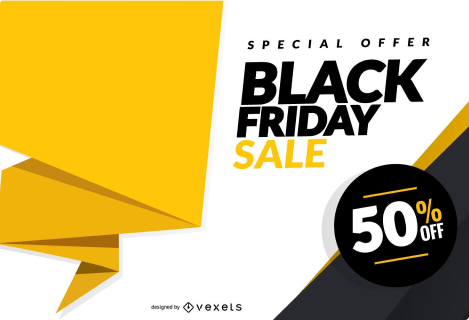 SPECIAL OFFER
BLACK
FRIDAY
SALE
50% OFF
designed by vexels